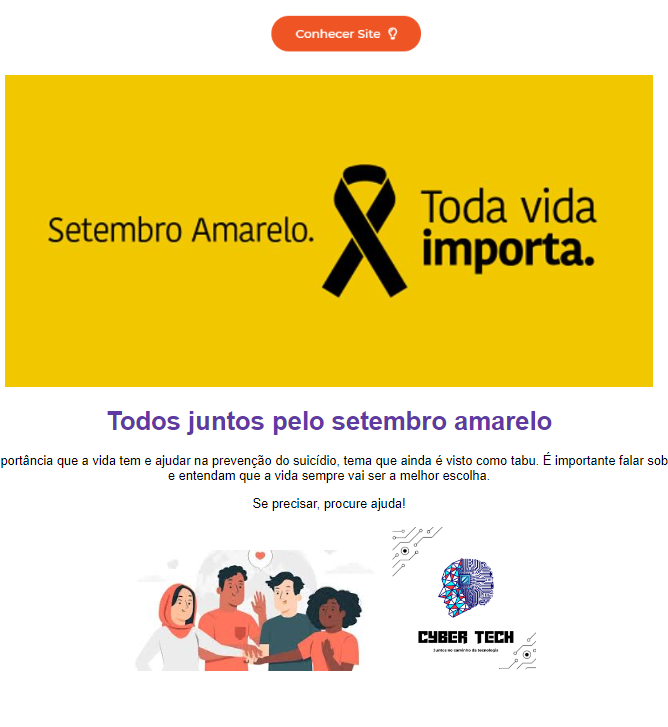 Conhecer Site
Setembro Amarelo.
Toda vida
importa.
Todos juntos pelo setembro amarelo
portância que a vida tem e ajudar na prevenção do suicídio, tema que ainda é visto como tabu. É importante falar sob
e entendam que a vida sempre vai ser a melhor escolha.
Se precisar, procure ajuda!
CYBER TECH
Juntos no caminho da tecnologia